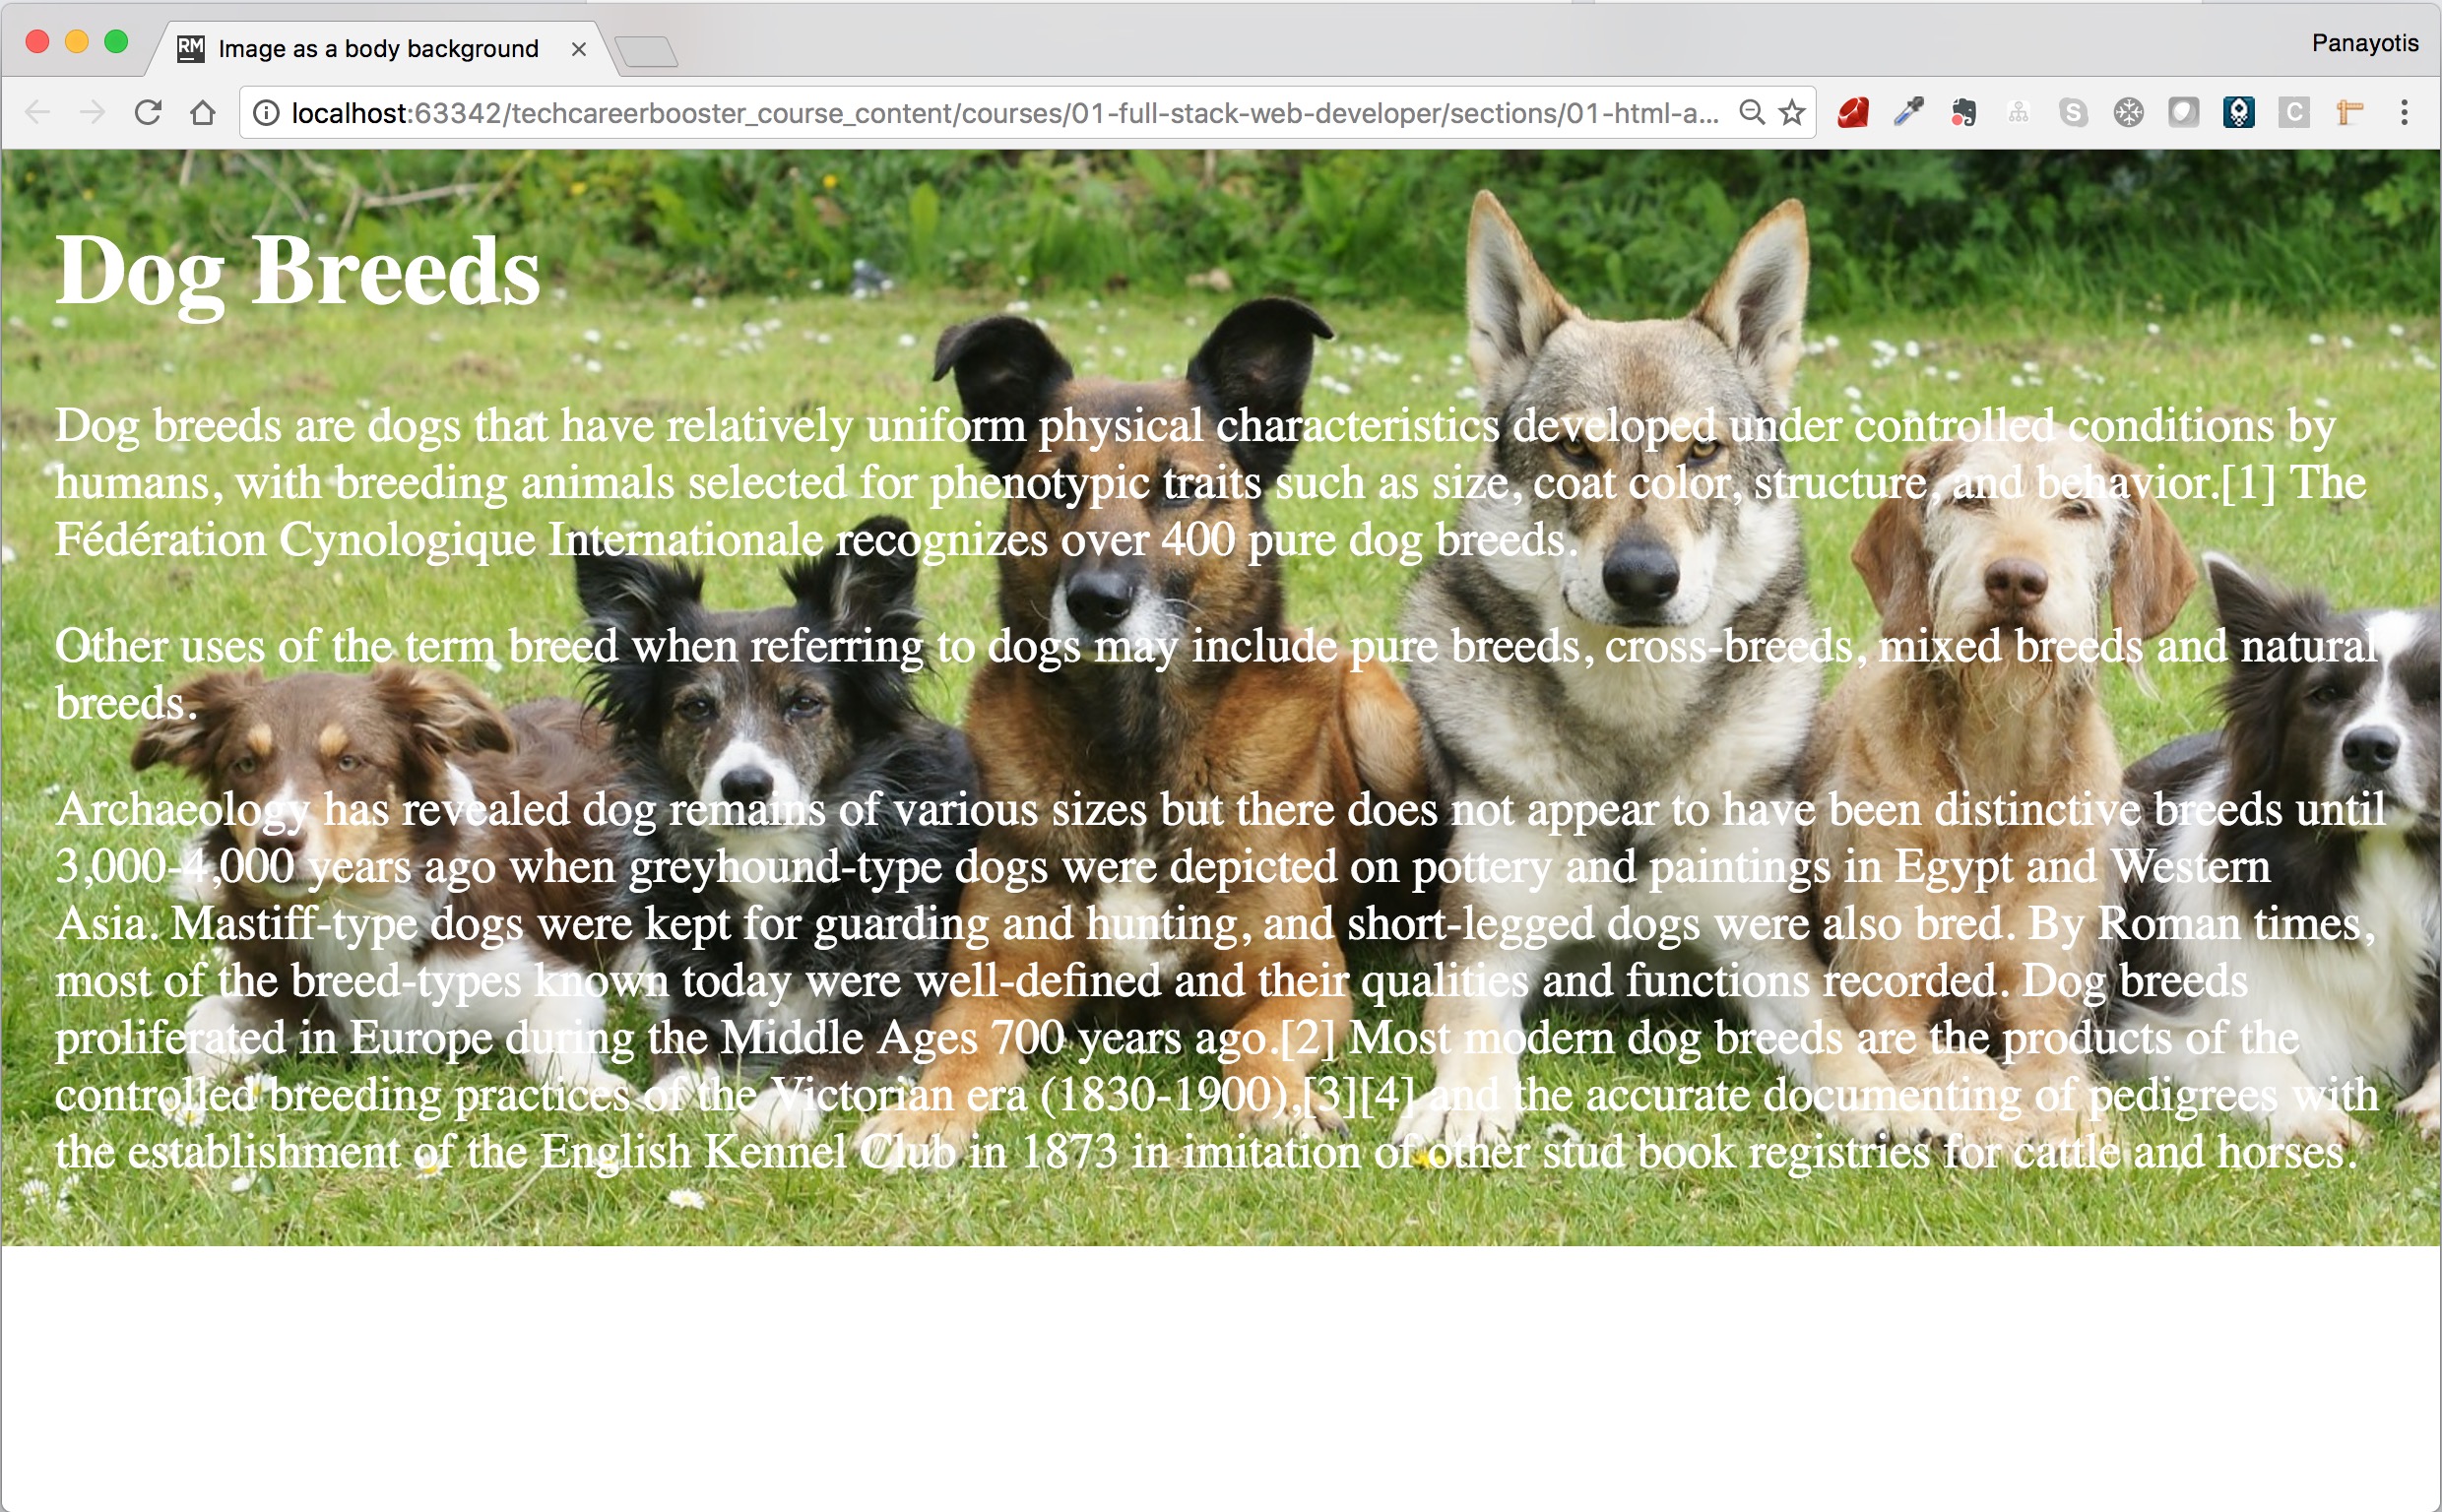 RM Image as a body background
Panayotis
localhost:63342/techcareerbooster_course_content/courses/01-full-stack-web-developer/sections/01-html-a...
S
C
Dog Breeds
Dog breeds are dogs that have relatively uniform physical characteristics developed under controlled conditions by
humans, with breeding animals selected for phenotypic traits such as size, coat color, structure, and behavior.[1] The
Fédération Cynologique Internationale recognizes over 400 pure dog breeds.
Other uses of the term breed when referring to dogs may include pure breeds, cross-breeds, mixed breeds and natural
breeds.
Archaeology has revealed dog remains of various sizes but there does not appear to have been distinctive breeds until
3,000-4,000 years ago when greyhound-type dogs were depicted on pottery and paintings in Egypt and Western
Asia. Mastiff-type dogs were kept for guarding and hunting, and short-legged dogs were also bred. By Roman times,
most of the breed-types known today were well-defined and their qualities and functions recorded. Dog breeds
proliferated in Europe during the Middle Ages 700 years ago.[2] Most modern dog breeds are the products of the
controlled breeding practices of the Victorian era (1830-1900),[3][4] and the accurate documenting of pedigrees with
the establishment of the English Kennel Club in 1873 in imitation of other stud book registries for cattle and horses.